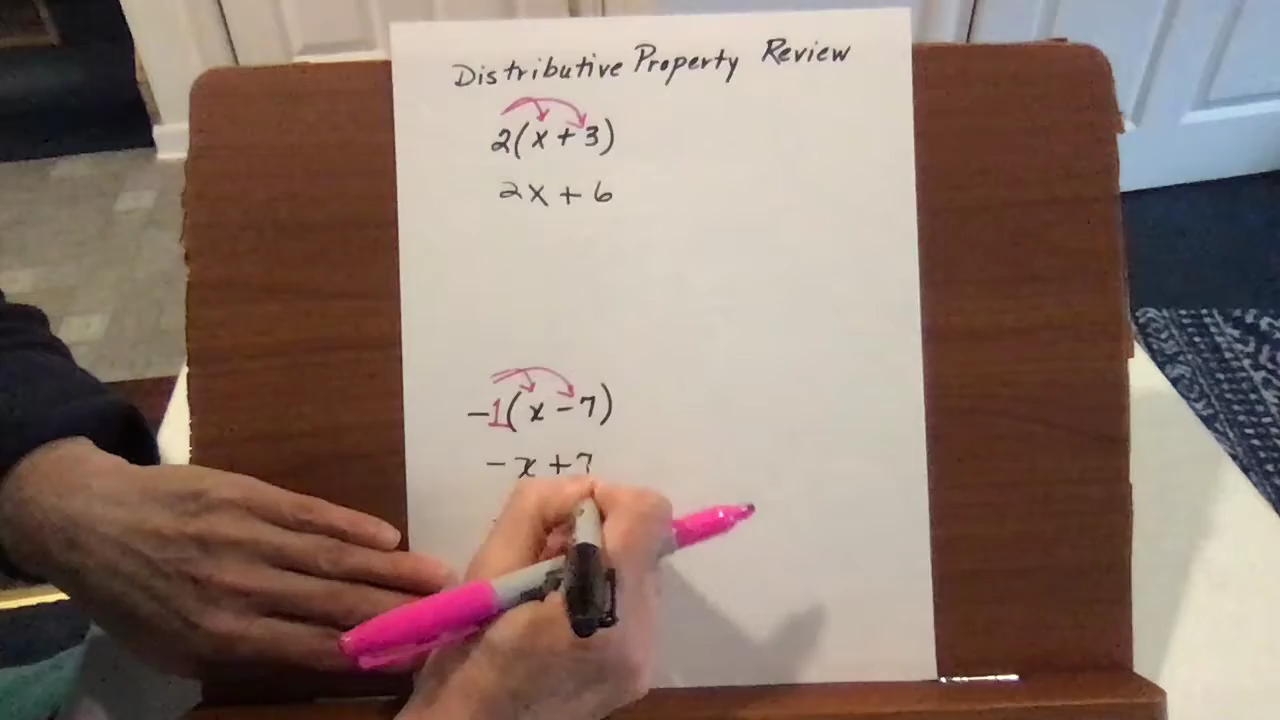 Distributive Property Review
2(x+3)
2x + 6
-1(x-7)
-x+7